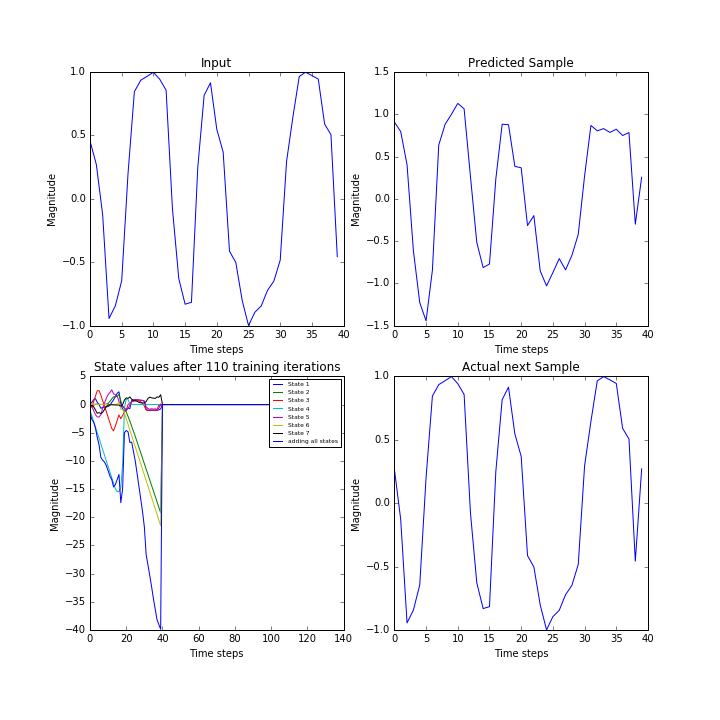 Input
Magnitude
1.0
0.5
0.0
−0.5
−1.0
0 5 10 15 20 25 30 35 40
Time steps
Predicted Sample
Magnitude
1.5
1.0
0.5
0.0
−0.5
−1.0
−1.5
0 5 10 15 20 25 30 35 40
Time steps
State values after 110 training iterations
Magnitude
5
0
−5
−10
−15
−20
−25
−30
−35
−40
0 20 40 60 80 100 120 140
Time steps
State 1
State 2
State 3
State 4
State 5
State 6
State 7
adding all states
Actual next Sample
Magnitude
1.0
0.5
0.0
−0.5
−1.0
0 5 10 15 20 25 30 35 40
Time steps